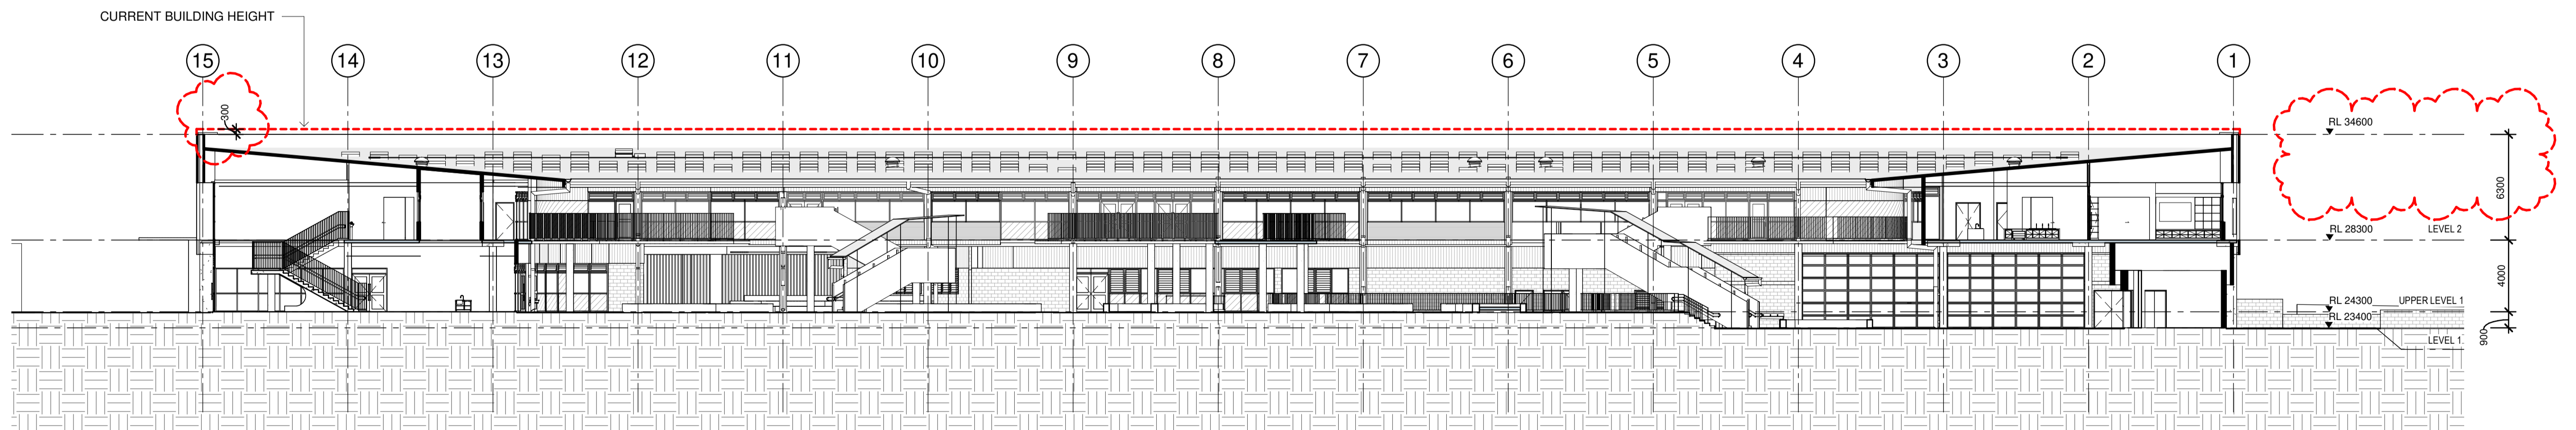 CURRENT BUILDING HEIGHT
15 14 13 12 11 10 9 8 7 6 5 4 3 2 1
300
RL 34600
6300
RL 28300 LEVEL 2
4000
RL 24300 UPPER LEVEL 1
RL 23400
900
LEVEL 1